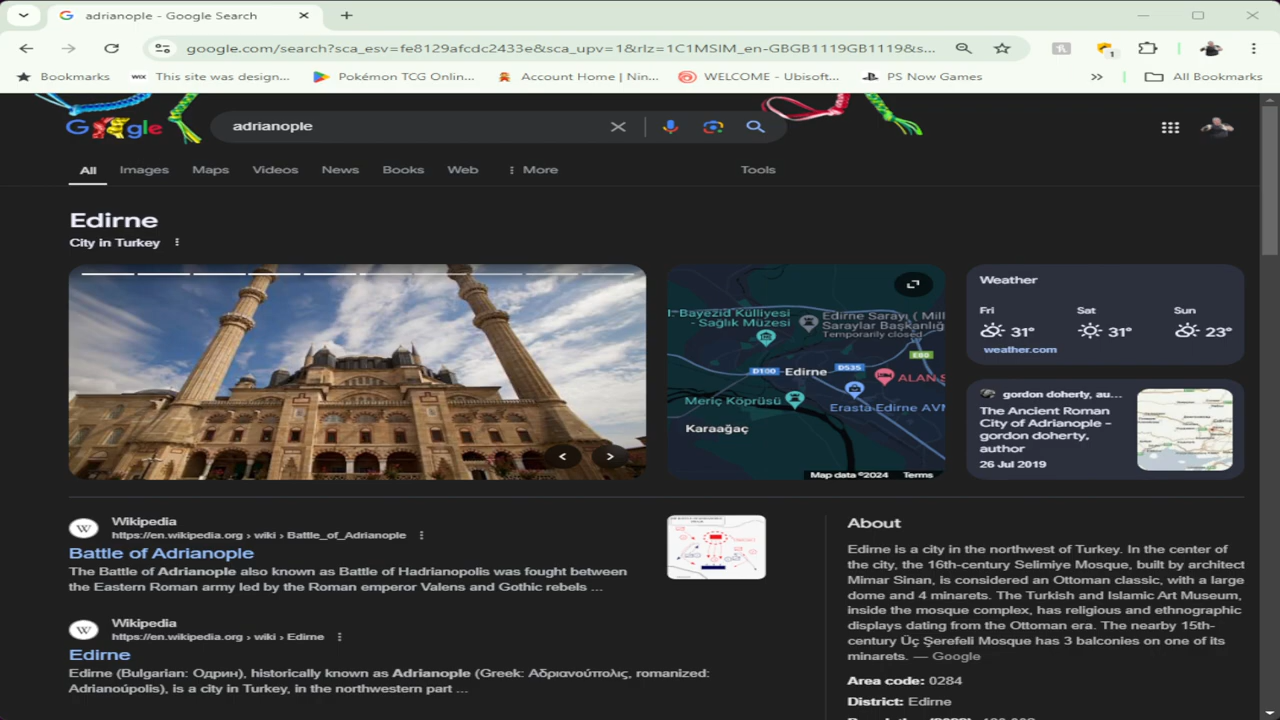 adrianople - Google Search
google.com/search?sca_esv=fe8129afcdc2433e&sca_upv=1&rlz=1C1MSIM_en-GBGB1119GB1119&s...
1
Bookmarks
WIX This site was design...
Pokémon TCG Onlin...
Account Home | Nin...
WELCOME - Ubisoft...
PS Now Games
All Bookmarks
Google
adrianople
All Images Maps Videos News Books Web More Tools
Edirne
City in Turkey
I. Bayezid Külliyesi
- Sağlık Müzesi
Edirne Sarayı ( Mill
Saraylar Başkanlığ
Temporarily closed
E80
D100 Edirne D535
ALAN S
Meriç Köprüsü
Erasta Edirne AVM
Karaağaç
Map data ©2024 Terms
Weather
Fri Sat Sun
31° 31° 23°
weather.com
gordon doherty, au...
The Ancient Roman
City of Adrianople –
gordon doherty,
author
26 Jul 2019
W Wikipedia
https://en.wikipedia.org › wiki › Battle_of_Adrianople
Battle of Adrianople
The Battle of Adrianople also known as Battle of Hadrianopolis was fought between
the Eastern Roman army led by the Roman emperor Valens and Gothic rebels ...
W Wikipedia
https://en.wikipedia.org › wiki › Edirne
Edirne
Edirne (Bulgarian: Одрин), historically known as Adrianople (Greek: Αδριανούπολις, romanized:
Adrianoúpolis), is a city in Turkey, in the northwestern part ...
About
Edirne is a city in the northwest of Turkey. In the center of
the city, the 16th-century Selimiye Mosque, built by architect
Mimar Sinan, is considered an Ottoman classic, with a large
dome and 4 minarets. The Turkish and Islamic Art Museum,
inside the mosque complex, has religious and ethnographic
displays dating from the Ottoman era. The nearby 15th-
century Üç Şerefeli Mosque has 3 balconies on one of its
minarets. — Google
Area code: 0284
District: Edirne